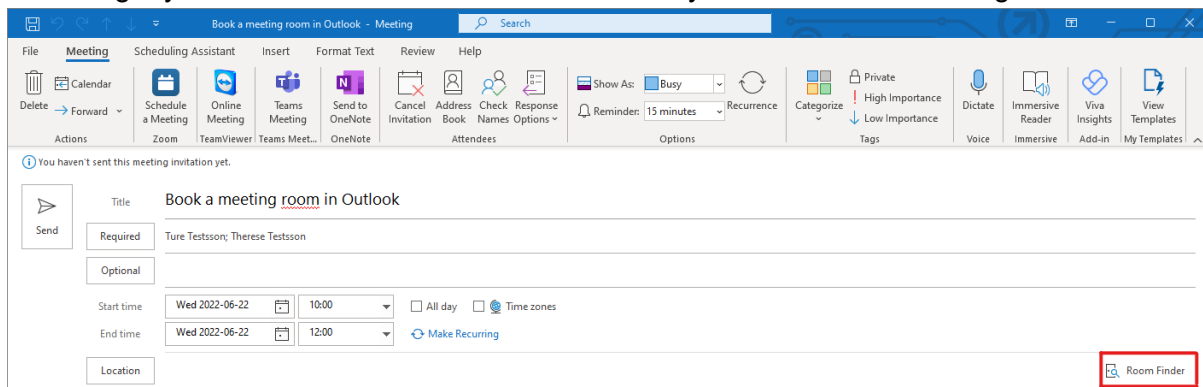 Book a meeting room in Outlook - Meeting
Search
File Meeting Scheduling Assistant Insert Format Text Review Help
Delete
Calendar
Forward
Actions
Schedule
a Meeting
Zoom
Online
Meeting
TeamViewer
Teams
Meeting
Teams Meet...
Send to
OneNote
OneNote
Cancel
Invitation
Address
Book
Check
Names
Response
Options
Attendees
Show As: Busy
Reminder: 15 minutes
Recurrence
Options
Categorize
Private
High Importance
Low Importance
Tags
Dictate
Voice
Immersive
Reader
Immersive
Viva
Insights
Add-in
View
Templates
My Templates
You haven't sent this meeting invitation yet.
Send
Title Book a meeting room in Outlook
Required Ture Testsson; Therese Testsson
Optional
Start time Wed 2022-06-22 10:00 All day Time zones
End time Wed 2022-06-22 12:00 Make Recurring
Location Room Finder